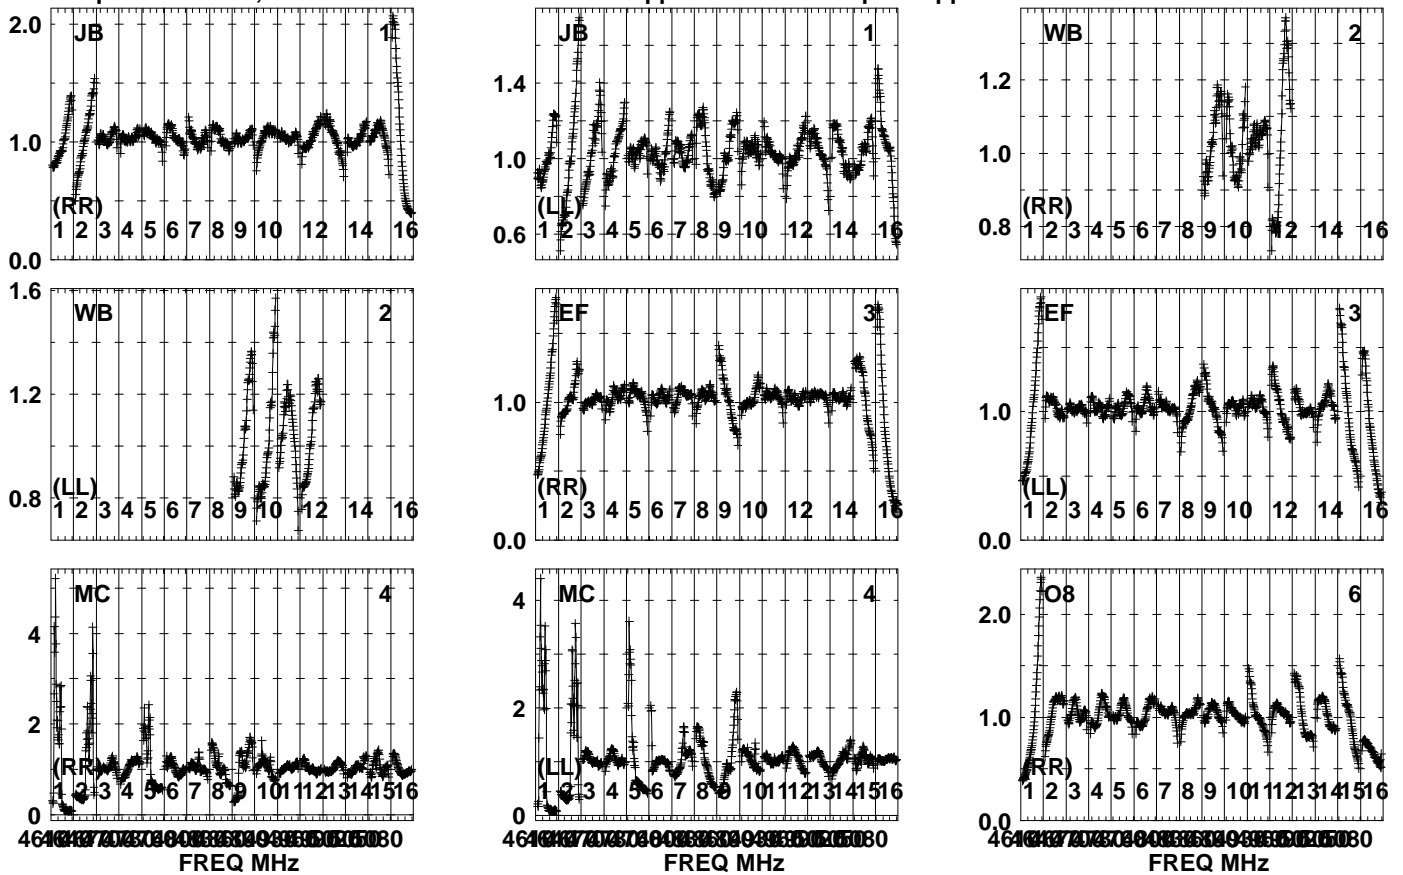 2.0 JB 1
1.0
(RR)
1 2 3 4 5 6 7 8 9 10 12 14 16
0.0
JB 1
1.4
1.0
(LL)
0.6 1 2 3 4 5 6 7 8 9 10 12 14 16
WB 2
1.2
1.0
(RR)
0.8 1 2 3 4 5 6 7 8 9 10 12 14 16
1.6 WB 2
1.2
(LL)
0.8
1 2 3 4 5 6 7 8 9 10 12 14 16
EF 3
1.0
(RR)
1 2 3 4 5 6 7 8 9 10 12 14 16
0.0
EF 3
1.0
(LL)
1 2 3 4 5 6 7 8 9 10 12 14 16
0.0
MC 4
4
2
(RR)
1 2 3 4 5 6 7 8 9 10 11 12 13 14 15 16
0
FREQ MHz
MC 4
4
2
(LL)
1 2 3 4 5 6 7 8 9 10 11 12 13 14 15 16
0
FREQ MHz
O8 6
2.0
1.0
(RR)
1 2 3 4 5 6 7 8 9 10 11 12 13 14 15 16
0.0
FREQ MHz